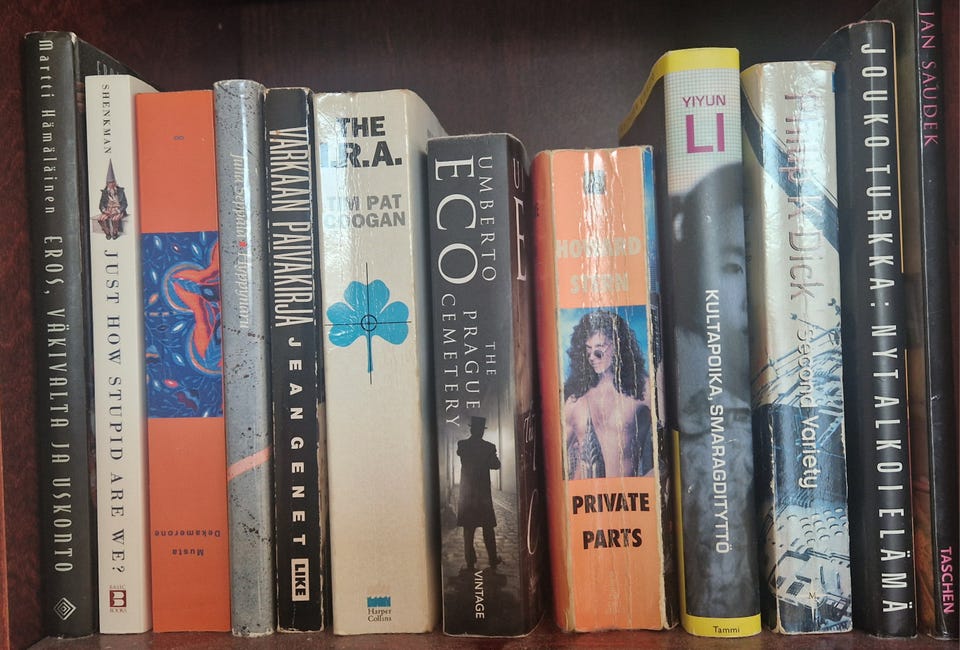 Martti Hämäläinen EROS, VÄKIVALTA JA USKONTO
SHENKMAN JUST HOW STUPID ARE WE?
BASIC
BOOKS
Musta
Dekamerone
VARKAAN PÄIVÄKIRJA JEAN GENET
LIKE
THE
I.R.A.
TIM PAT
COOGAN
Harper
Collins
UMBERTO
ECO
THE
PRAGUE
CEMETERY
VINTAGE
HOWARD
STERN
PRIVATE
PARTS
YIYUN
LI
KULTAPOIKA, SMARAGDITYTTÖ
Tammi
Philip K. Dick / Second Variety
JOUKO TURKKA: NYT ALKOI ELÄMÄ
JAN SAUDEK
TASCHEN